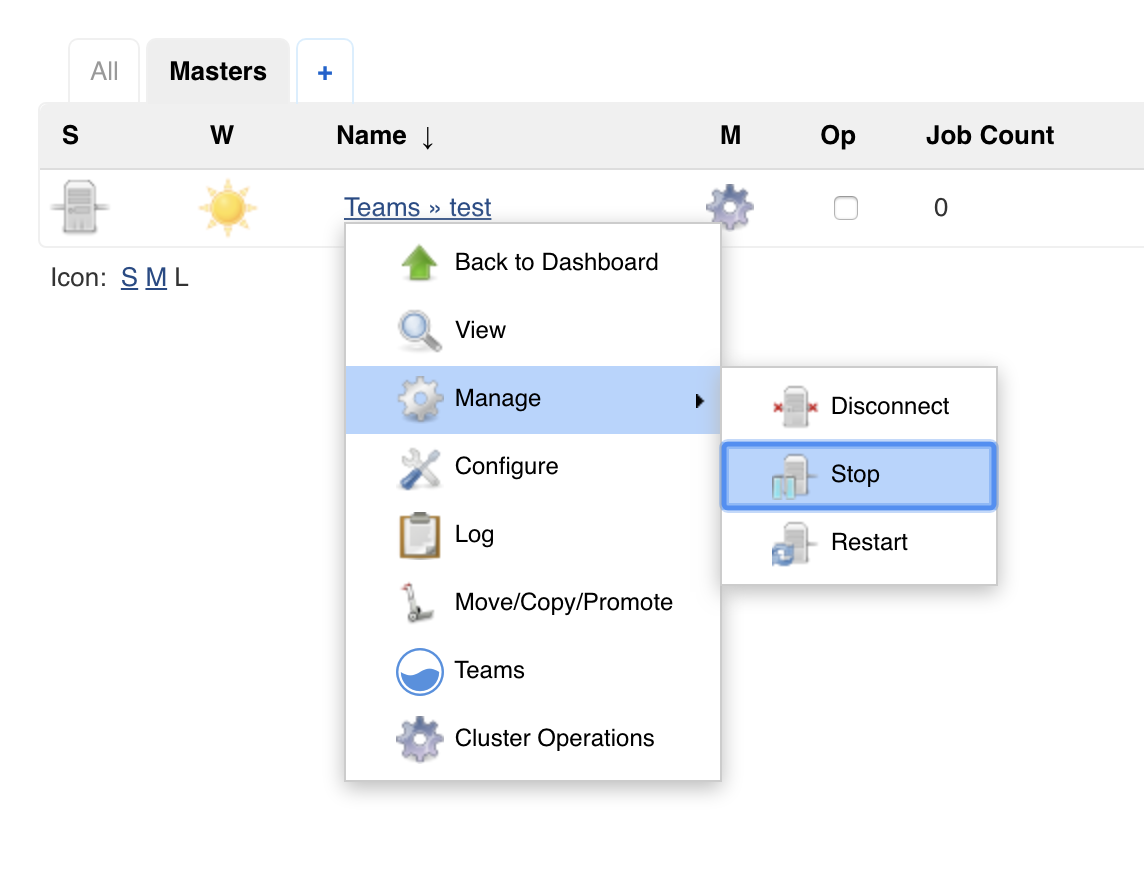 All Masters +
S W Name ↓ M Op Job Count
Teams » test 0
Icon: S M L
Back to Dashboard
View
Manage
Configure
Log
Move/Copy/Promote
Teams
Cluster Operations
Disconnect
Stop
Restart